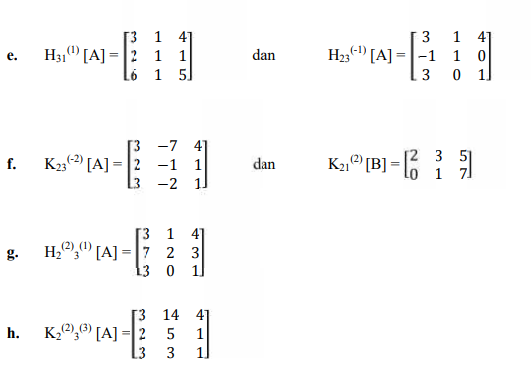 e. H₃₁⁽¹⁾ [A] = [3 1 4; 2 1 1; 6 1 5] dan H₂₃⁽⁻¹⁾ [A] = [3 1 4; −1 1 0; 3 0 1]
f. K₂₃⁽⁻²⁾ [A] = [3 −7 4; 2 −1 1; 3 −2 1] dan K₂₁⁽²⁾ [B] = [2 3 5; 0 1 7]
g. H₂⁽²⁾₃⁽¹⁾ [A] = [3 1 4; 7 2 3; 3 0 1]
h. K₂⁽²⁾₃⁽³⁾ [A] = [3 14 4; 2 5 1; 3 3 1]